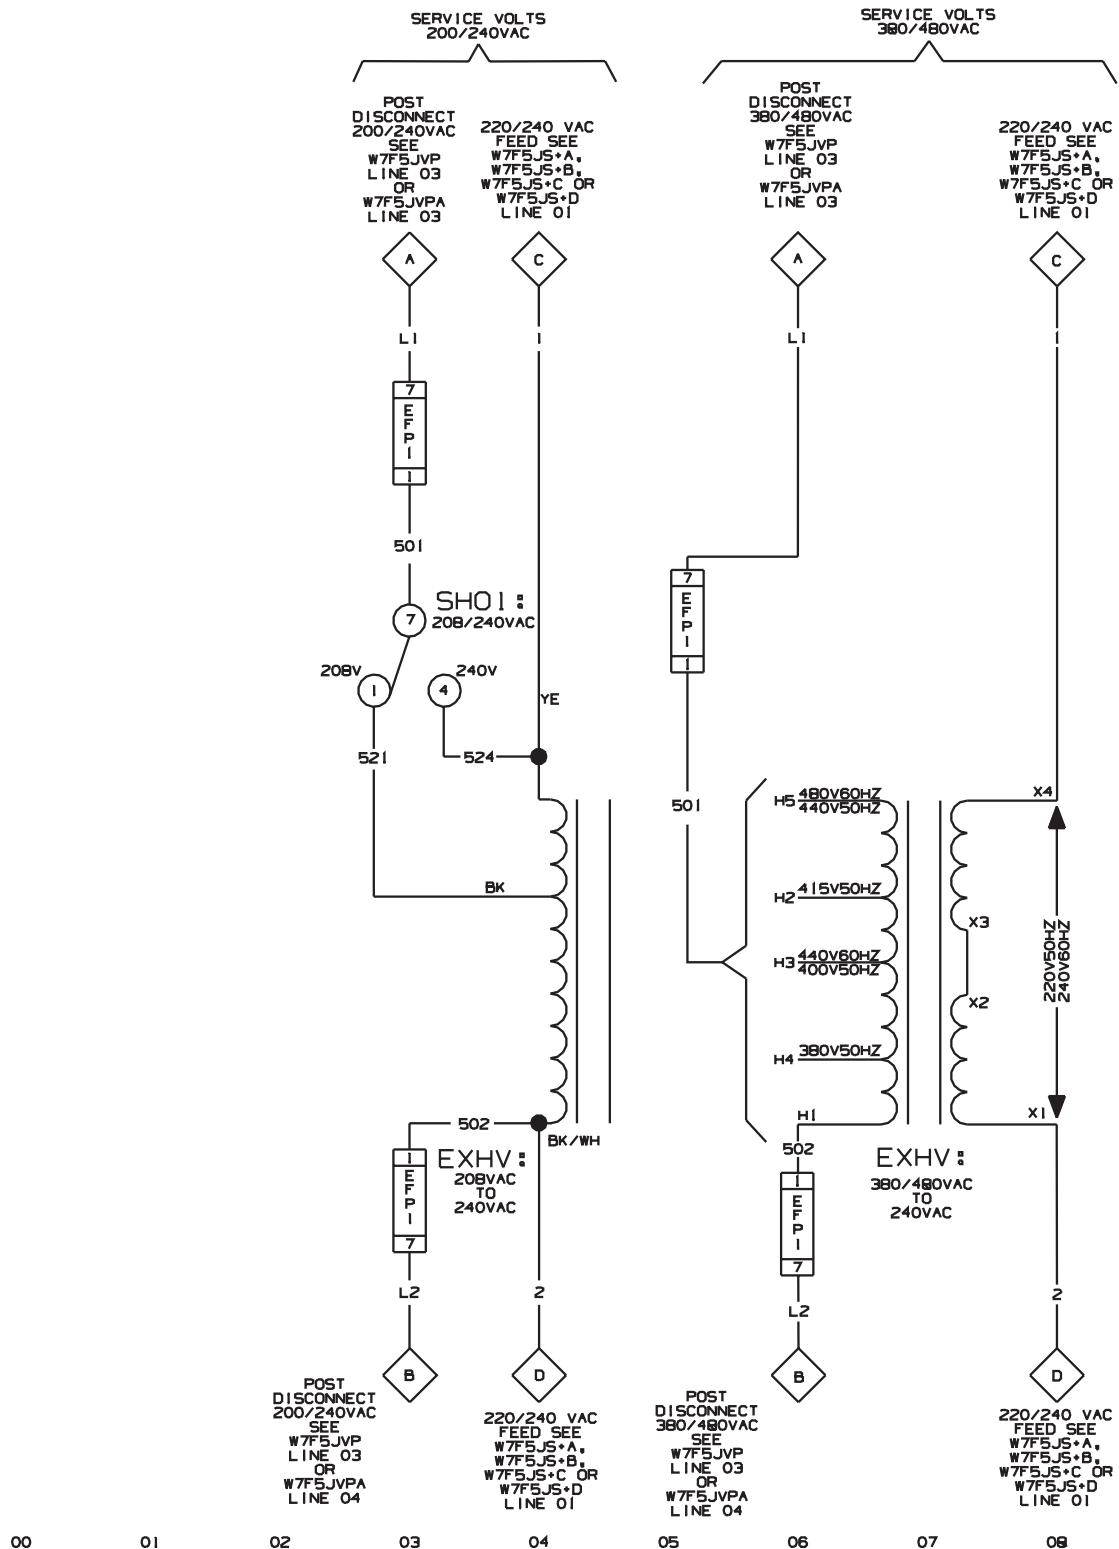 SERVICE VOLTS
200/240VAC
SERVICE VOLTS
380/480VAC
POST
DISCONNECT
200/240VAC
SEE
W7F5JVP
LINE 03
OR
W7F5JVPA
LINE 03
220/240 VAC
FEED SEE
W7F5JS+A,
W7F5JS+B,
W7F5JS+C OR
W7F5JS+D
LINE 01
POST
DISCONNECT
380/480VAC
SEE
W7F5JVP
LINE 03
OR
W7F5JVPA
LINE 03
220/240 VAC
FEED SEE
W7F5JS+A,
W7F5JS+B,
W7F5JS+C OR
W7F5JS+D
LINE 01
A
C
A
C
L1
1
L1
1
7
EFP1
1
501
7
SH01:
208/240VAC
208V
1
4
240V
YE
521
524
BK
502
BK/WH
1
EFP1
7
EXHV:
208VAC
TO
240VAC
L2
2
B
D
7
EFP1
1
501
H5
480V60HZ
440V50HZ
H2
415V50HZ
H3
440V60HZ
400V50HZ
H4
380V50HZ
H1
502
X4
X3
X2
X1
220V50HZ
240V60HZ
EXHV:
380/480VAC
TO
240VAC
1
EFP1
7
L2
2
B
D
POST
DISCONNECT
200/240VAC
SEE
W7F5JVP
LINE 03
OR
W7F5JVPA
LINE 04
220/240 VAC
FEED SEE
W7F5JS+A,
W7F5JS+B,
W7F5JS+C OR
W7F5JS+D
LINE 01
POST
DISCONNECT
380/480VAC
SEE
W7F5JVP
LINE 03
OR
W7F5JVPA
LINE 04
220/240 VAC
FEED SEE
W7F5JS+A,
W7F5JS+B,
W7F5JS+C OR
W7F5JS+D
LINE 01
00 01 02 03 04 05 06 07 08